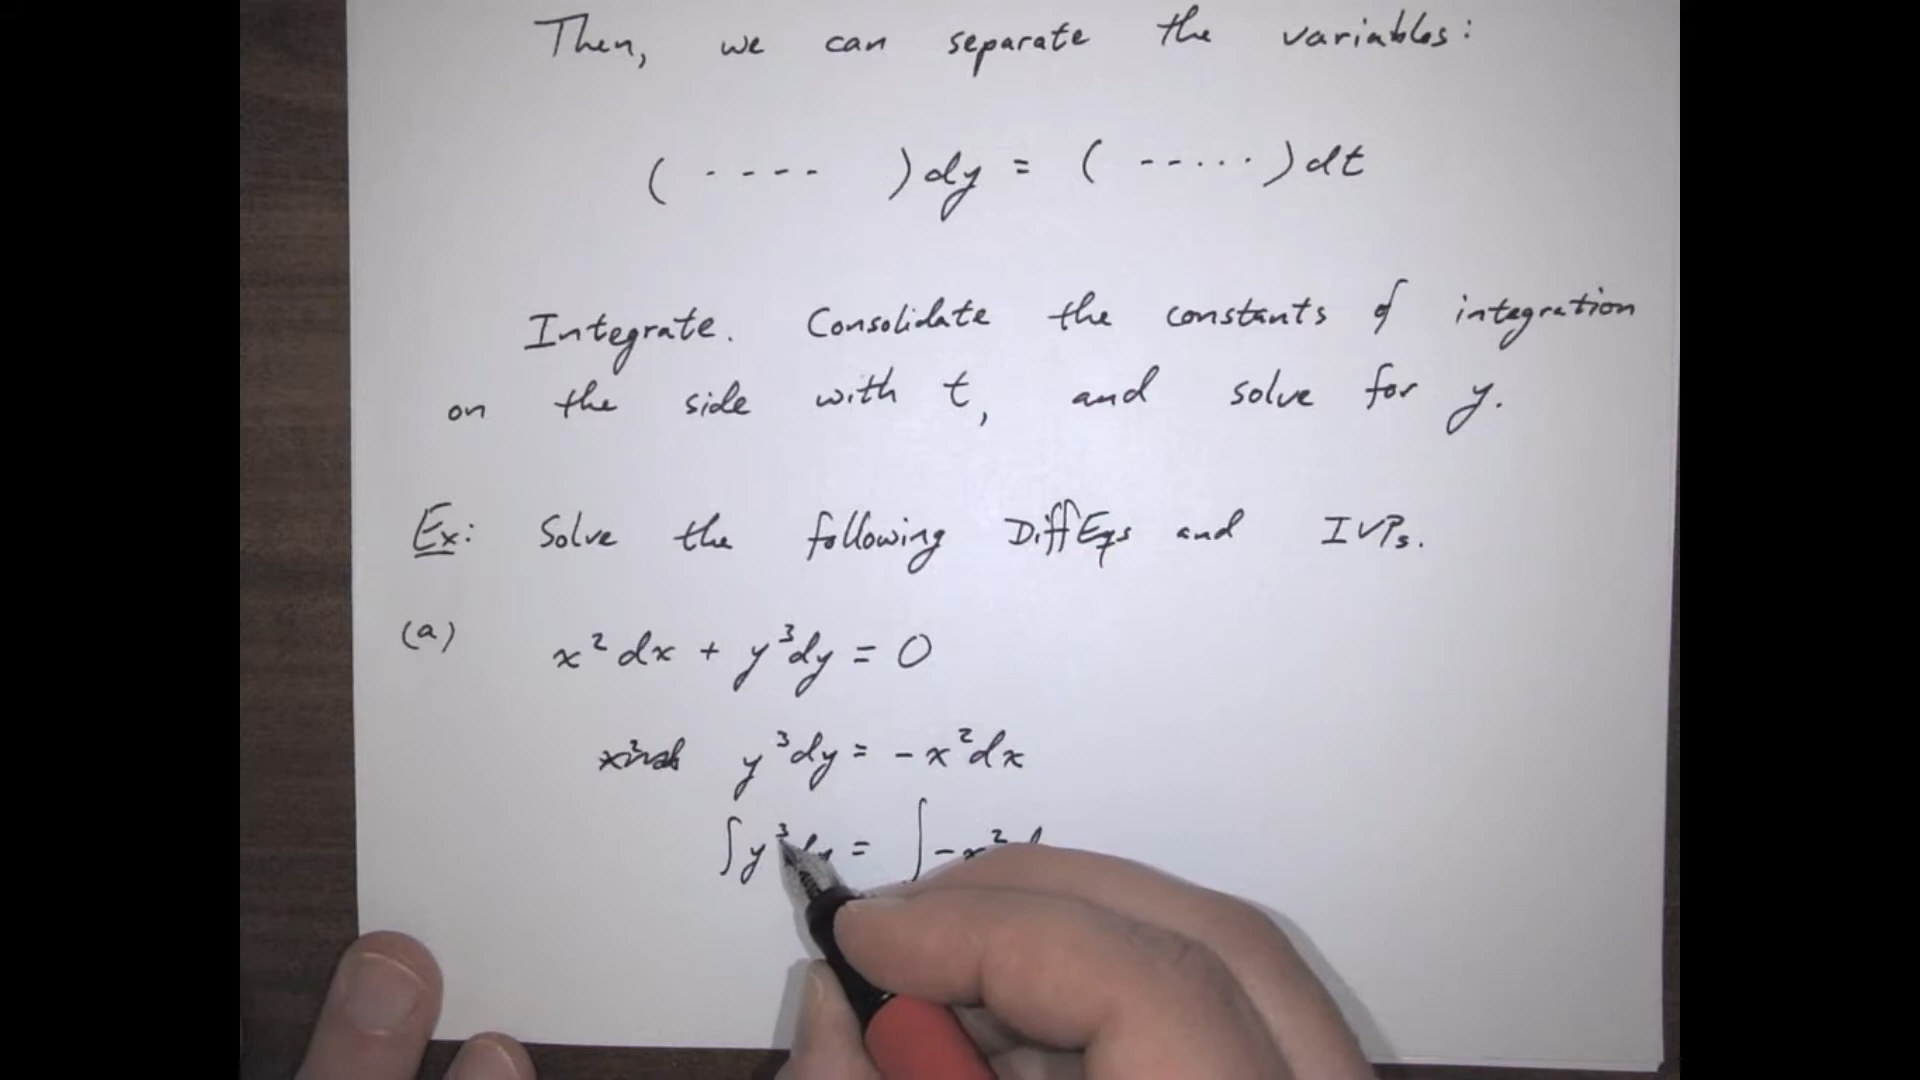 Then, we can separate the variables:
( - - - - ) dy = ( - - · · · ) dt
Integrate. Consolidate the constants of integration
on the side with t, and solve for y.
Ex: Solve the following DiffEqs and IVPs.
(a) x² dx + y³ dy = 0
y³ dy = - x² dx
∫ y³ dy = ∫ - x²